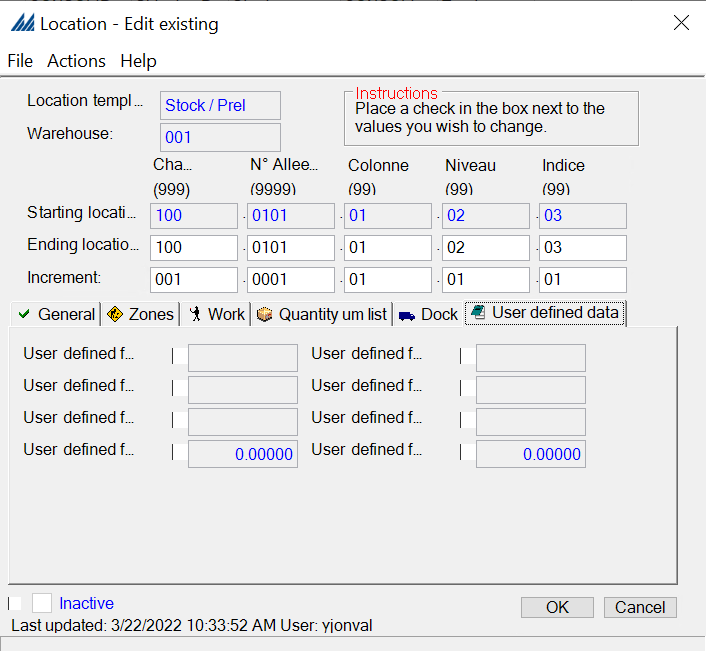 Location - Edit existing
File Actions Help
Location templ...
Stock / Prel
Instructions
Place a check in the box next to the
values you wish to change.
Warehouse:
001
Cha... N° Allee... Colonne Niveau Indice
(999) (9999) (99) (99) (99)
Starting locati... 100 . 0101 . 01 . 02 . 03
Ending locatio... 100 . 0101 . 01 . 02 . 03
Increment: 001 . 0001 . 01 . 01 . 01
General Zones Work Quantity um list Dock User defined data
User defined f... User defined f...
User defined f... User defined f...
User defined f... User defined f...
User defined f... 0.00000 User defined f... 0.00000
Inactive
OK Cancel
Last updated: 3/22/2022 10:33:52 AM User: yjonval